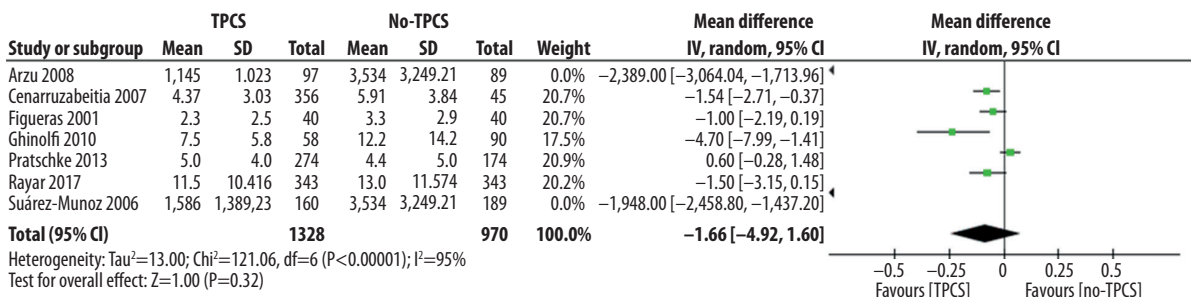 TPCS No-TPCS Mean difference Mean difference
Study or subgroup Mean SD Total Mean SD Total Weight IV, random, 95% CI IV, random, 95% CI
Arzu 2008 1,145 1.023 97 3,534 3,249.21 89 0.0% −2,389.00 [−3,064.04, −1,713.96]
Cenarruzabeitia 2007 4.37 3.03 356 5.91 3.84 45 20.7% −1.54 [−2.71, −0.37]
Figueras 2001 2.3 2.5 40 3.3 2.9 40 20.7% −1.00 [−2.19, 0.19]
Ghinolfi 2010 7.5 5.8 58 12.2 14.2 90 17.5% −4.70 [−7.99, −1.41]
Pratschke 2013 5.0 4.0 274 4.4 5.0 174 20.9% 0.60 [−0.28, 1.48]
Rayar 2017 11.5 10.416 343 13.0 11.574 343 20.2% −1.50 [−3.15, 0.15]
Suárez-Munoz 2006 1,586 1,389,23 160 3,534 3,249.21 189 0.0% −1,948.00 [−2,458.80, −1,437.20]
Total (95% CI) 1328 970 100.0% −1.66 [−4.92, 1.60]
Heterogeneity: Tau²=13.00; Chi²=121.06, df=6 (P<0.00001); I²=95%
Test for overall effect: Z=1.00 (P=0.32)
−0.5 −0.25 0 0.25 0.5
Favours [TPCS] Favours [no-TPCS]